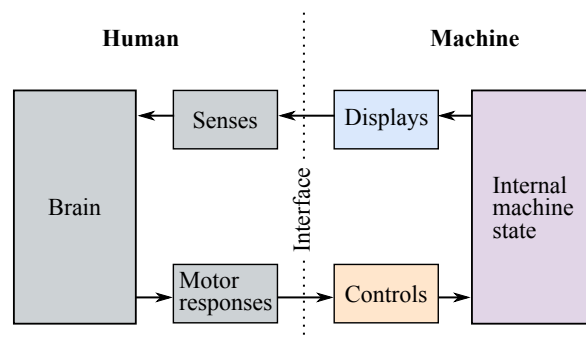 Human
Machine
Senses
Displays
Brain
Interface
Internal
machine
state
Motor
responses
Controls